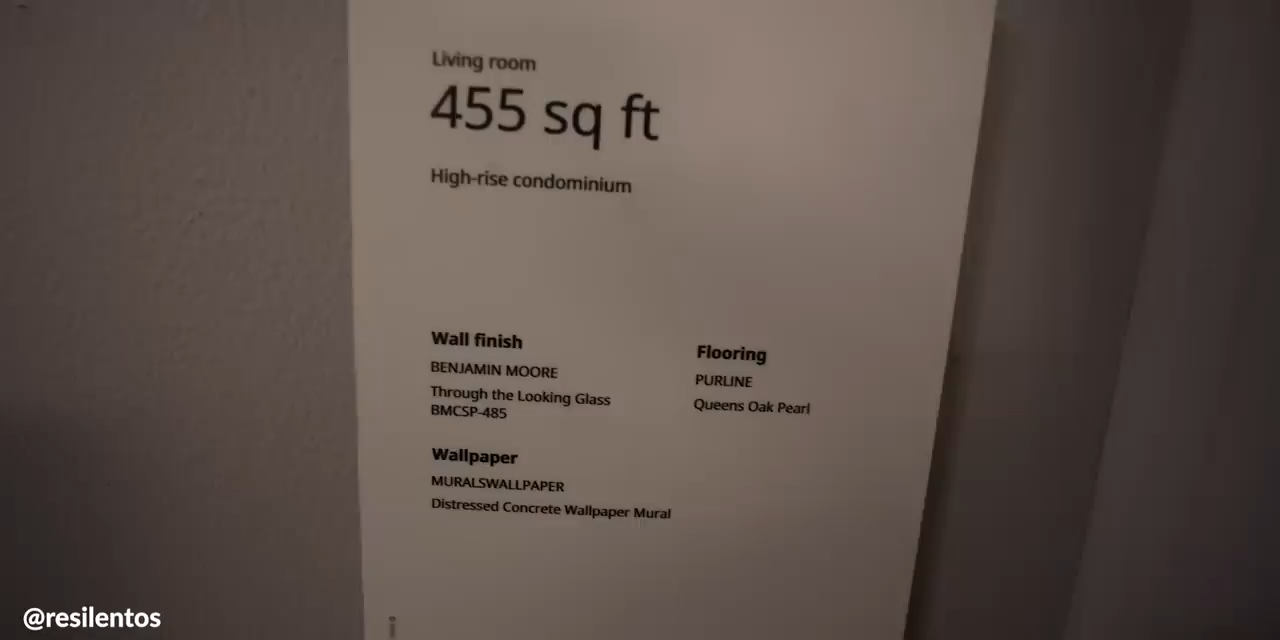 Living room
455 sq ft
High-rise condominium
Wall finish
BENJAMIN MOORE
Through the Looking Glass
BMCSP-485
Flooring
PURLINE
Queens Oak Pearl
Wallpaper
MURALSWALLPAPER
Distressed Concrete Wallpaper Mural
@resilentos